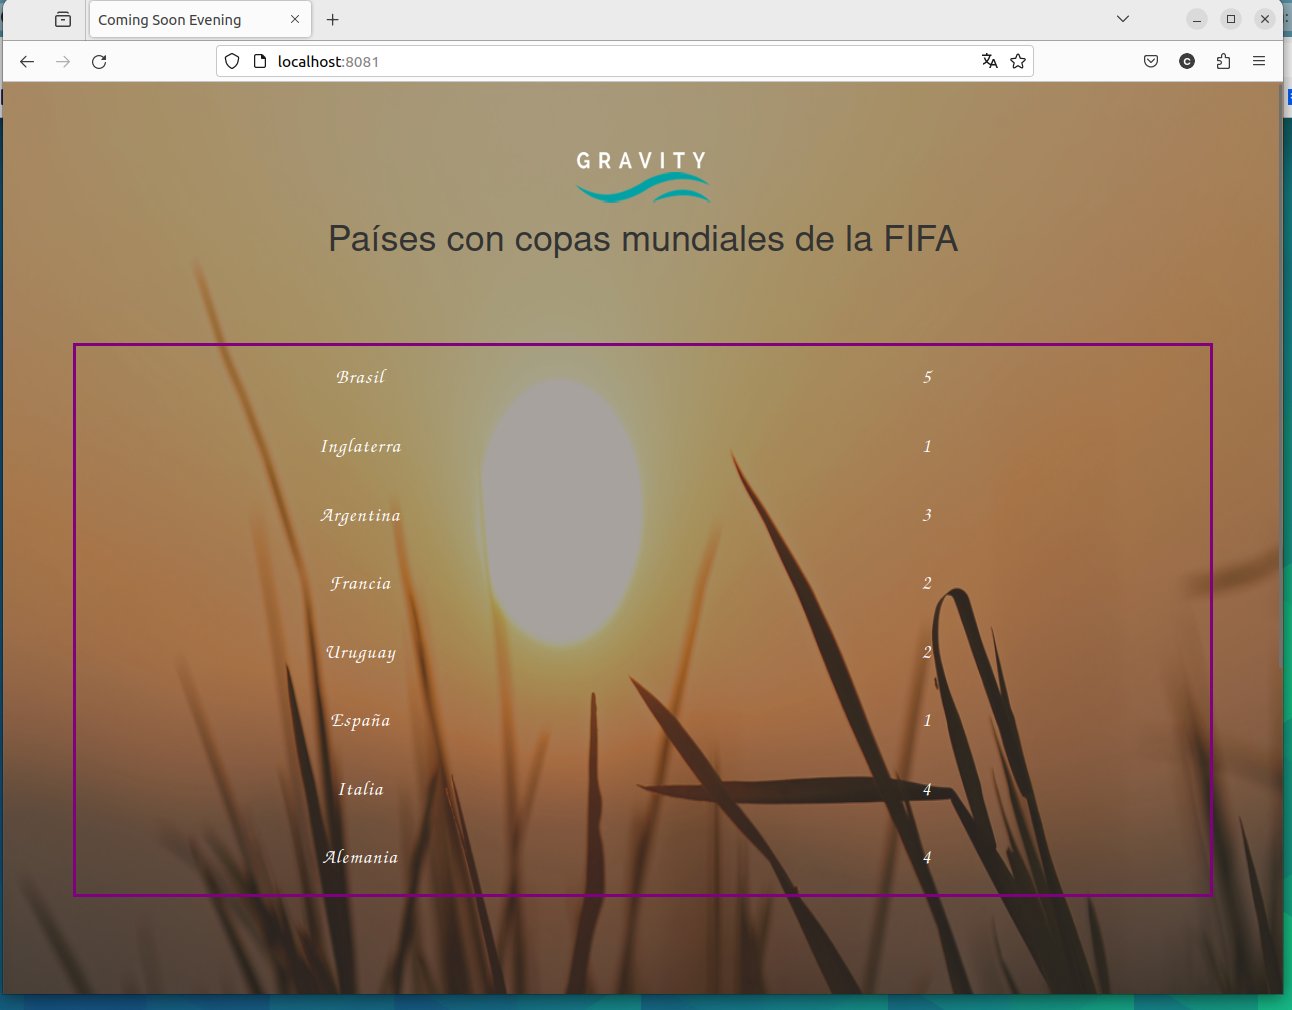 Coming Soon Evening
localhost:8081
GRAVITY
Países con copas mundiales de la FIFA
Brasil 5
Inglaterra 1
Argentina 3
Francia 2
Uruguay 2
España 1
Italia 4
Alemania 4